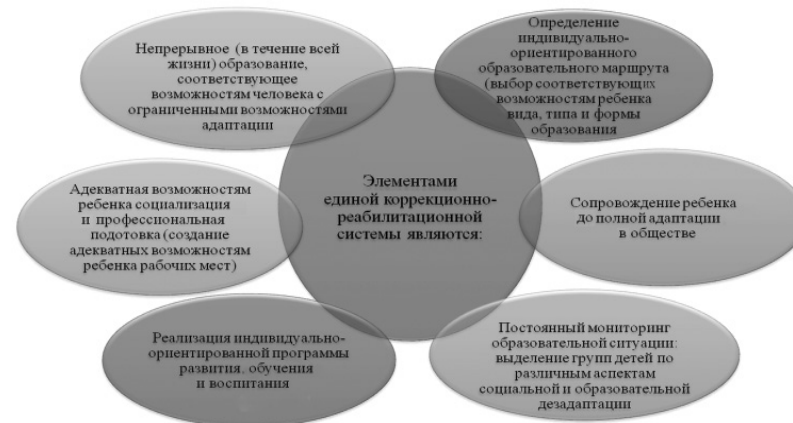 Непрерывное (в течение всей
жизни) образование,
соответствующее
возможностям человека с
ограниченными возможностями
адаптации
Определение
индивидуально-
ориентированного
образовательного маршрута
(выбор соответствующих
возможностям ребенка
вида, типа и формы
образования
Элементами
единой коррекционно-
реабилитационной
системы являются:
Адекватная возможностям
ребенка социализация
и профессиональная
подготовка (создание
адекватных возможностям
ребенка рабочих мест)
Сопровождение ребенка
до полной адаптации
в обществе
Реализация индивидуально-
ориентированной программы
развития, обучения
и воспитания
Постоянный мониторинг
образовательной ситуации:
выделение групп детей по
различным аспектам
социальной и образовательной
дезадаптации